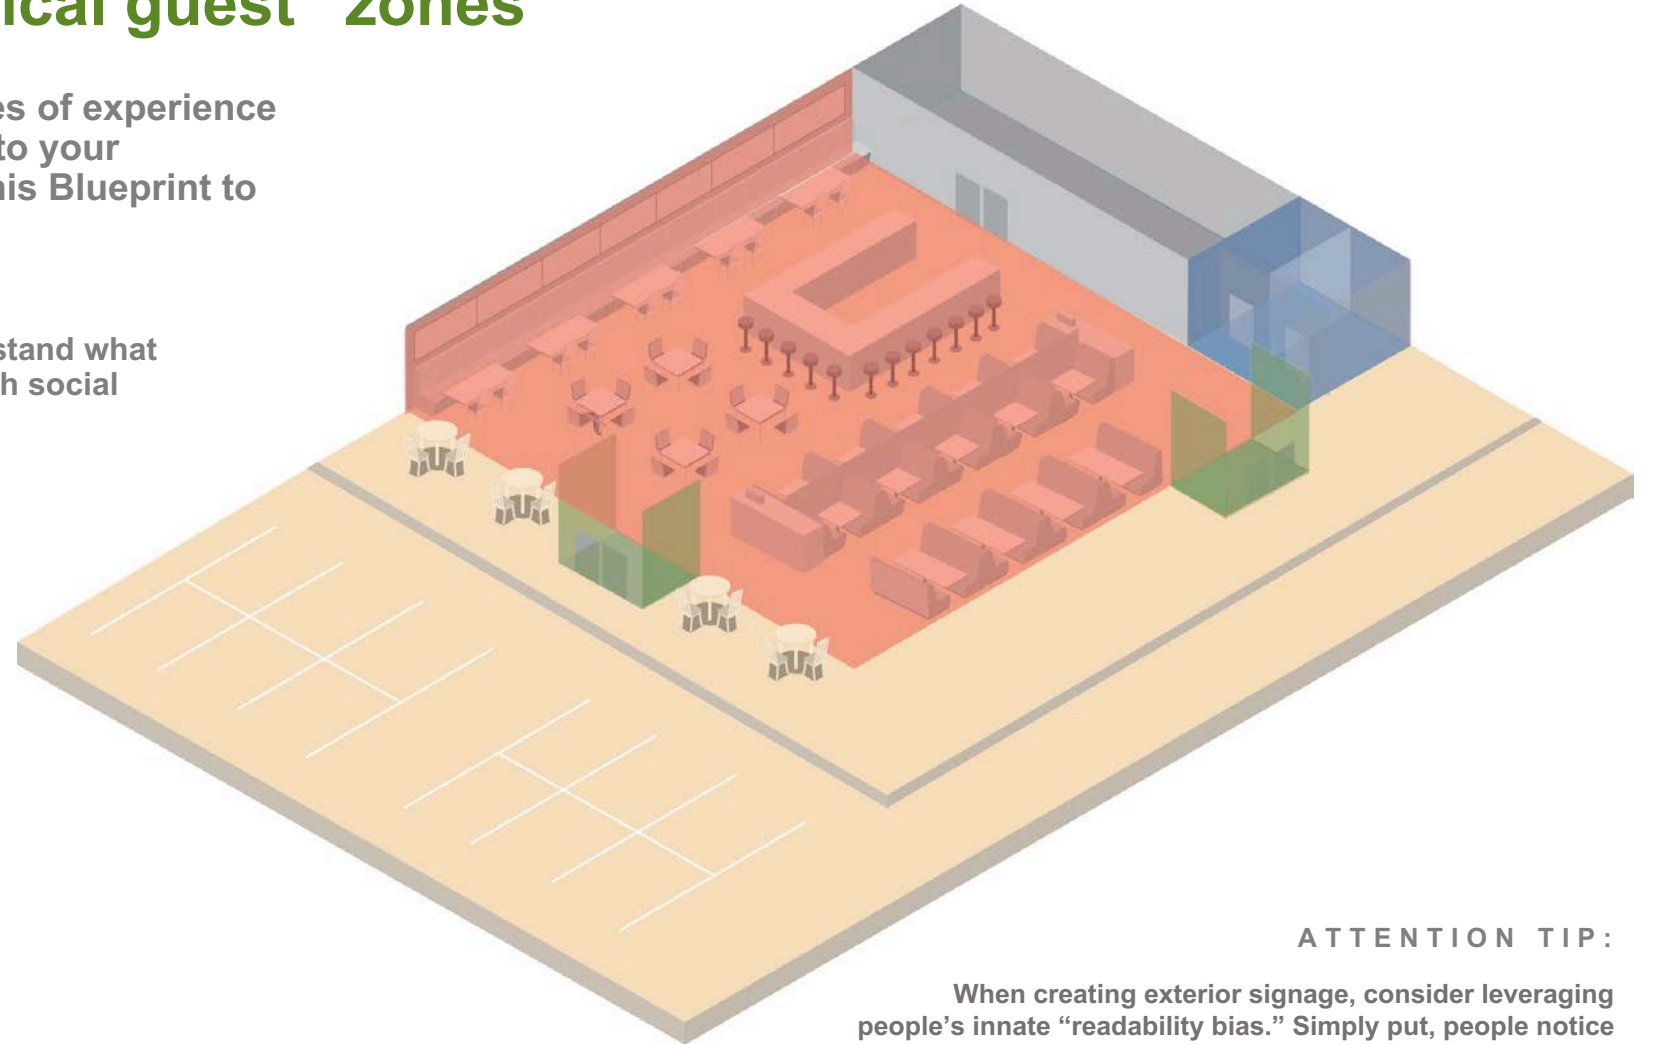 ical guest” zones
es of experience
to your
his Blueprint to
stand what
h social
ATTENTION TIP:
When creating exterior signage, consider leveraging
people’s innate “readability bias.” Simply put, people notice